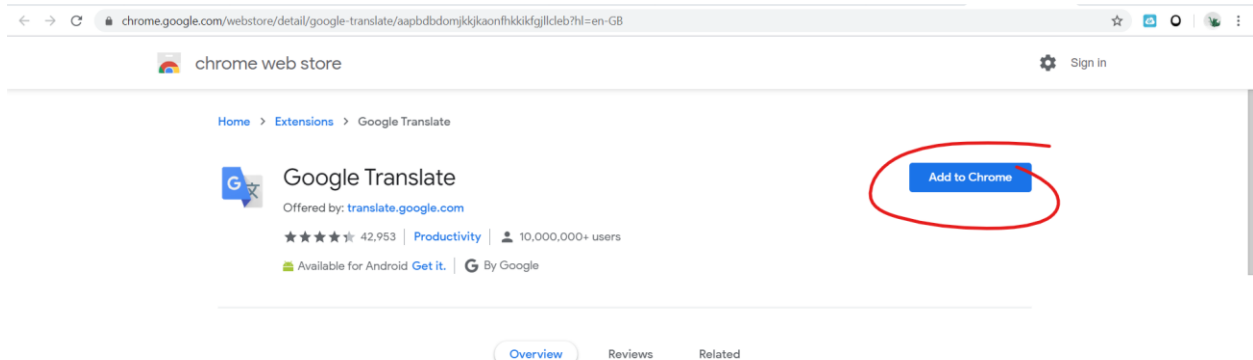 chrome.google.com/webstore/detail/google-translate/aapbdbdomjkkjkaonfhkkikfgjllcleb?hl=en-GB
chrome web store
Sign in
Home > Extensions > Google Translate
Google Translate
Add to Chrome
Offered by: translate.google.com
42,953 | Productivity | 10,000,000+ users
Available for Android Get it. | G By Google
Overview Reviews Related